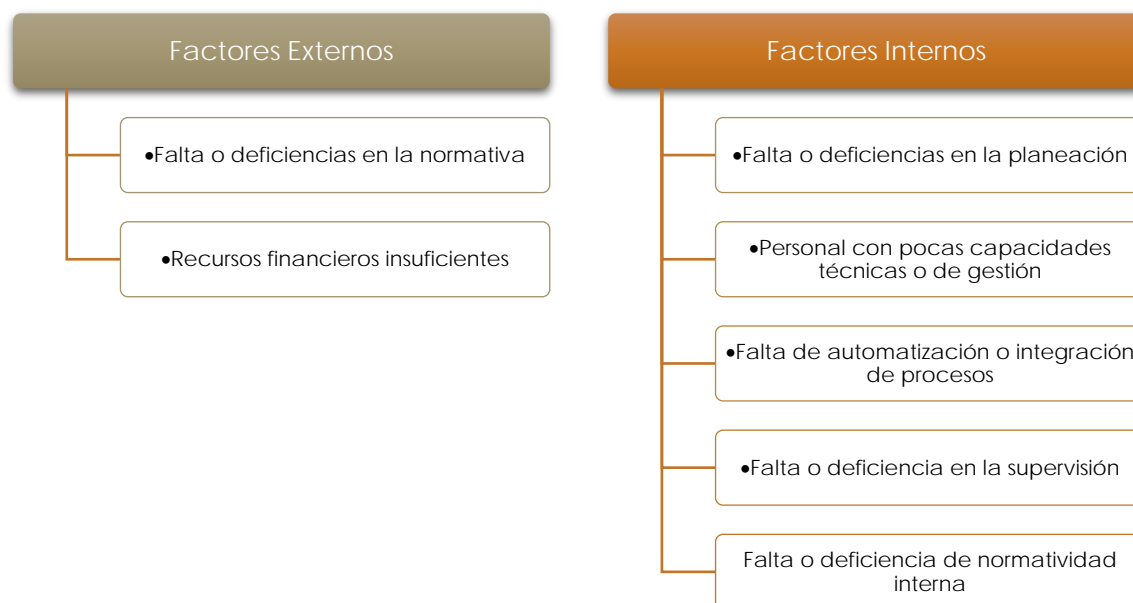 Factores Externos
•Falta o deficiencias en la normativa
•Recursos financieros insuficientes
Factores Internos
•Falta o deficiencias en la planeación
•Personal con pocas capacidades
técnicas o de gestión
•Falta de automatización o integración
de procesos
•Falta o deficiencia en la supervisión
Falta o deficiencia de normatividad
interna